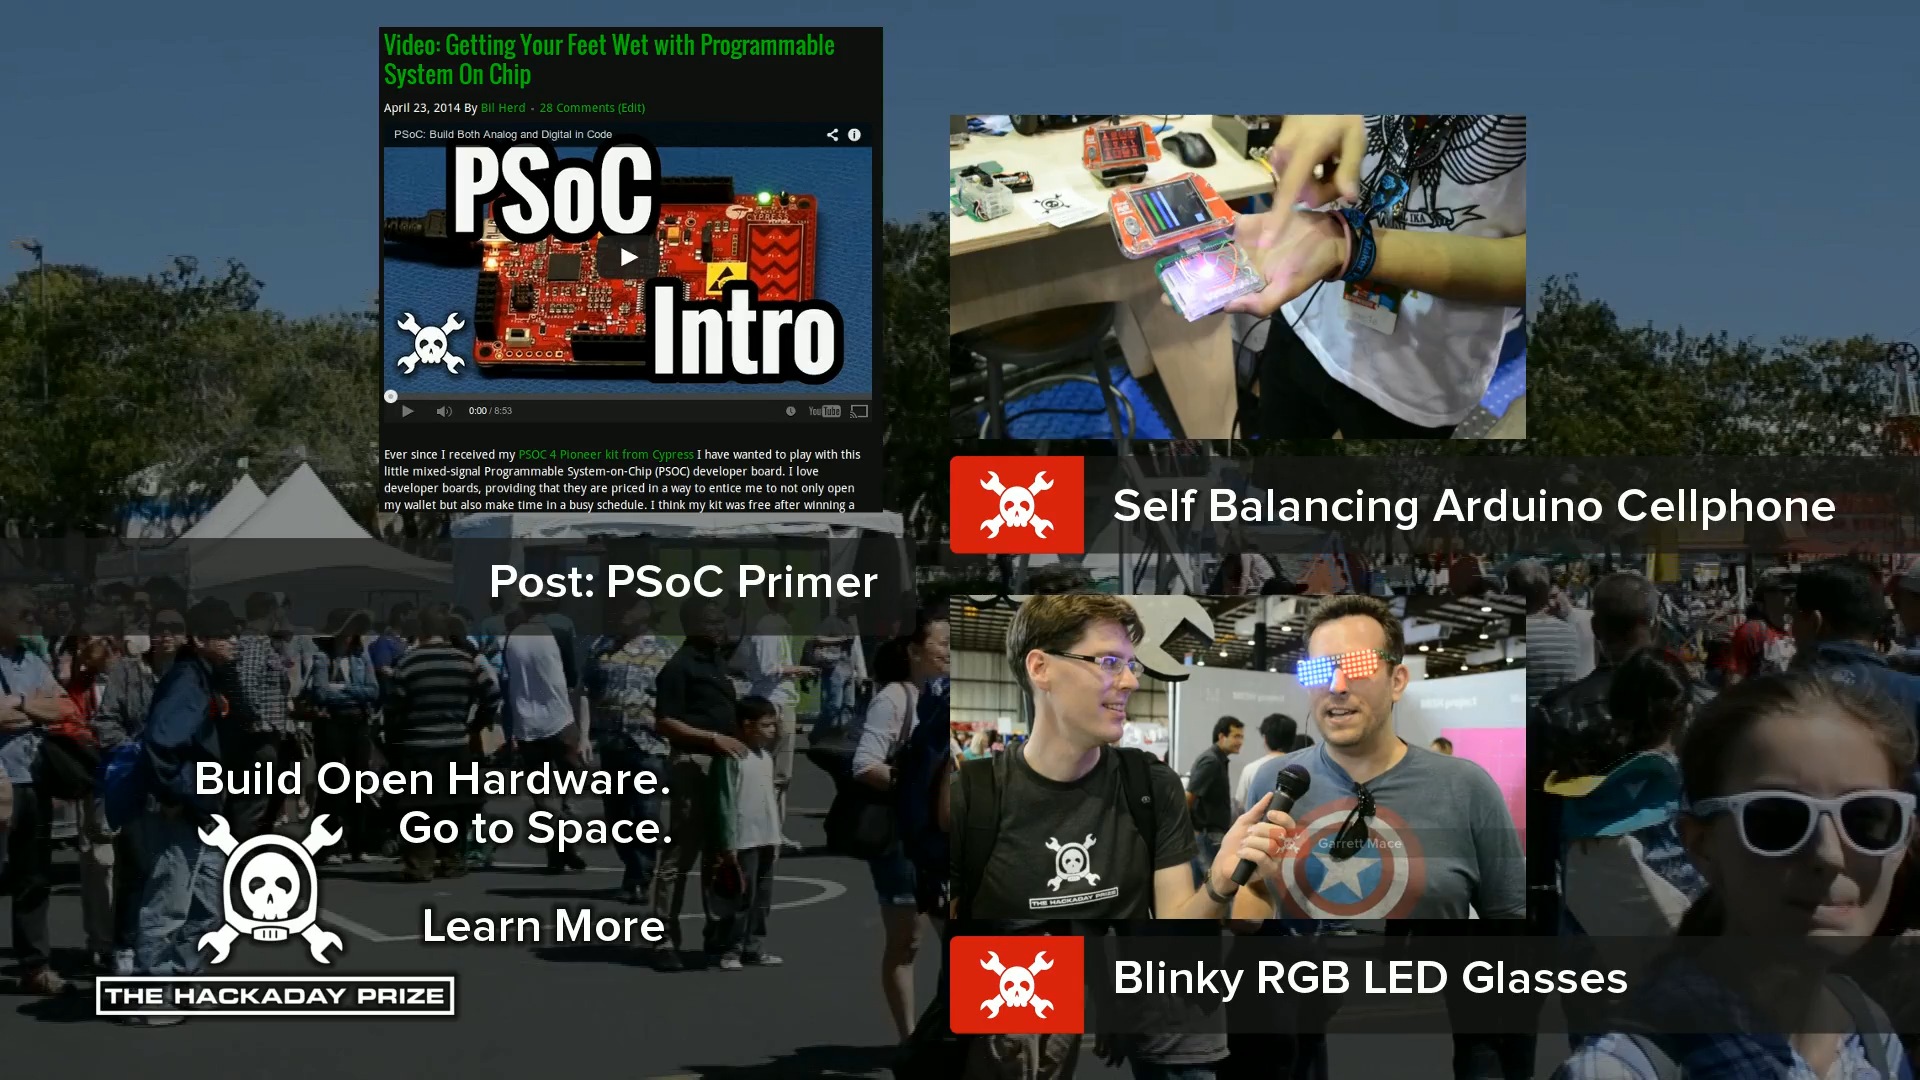 Video: Getting Your Feet Wet with Programmable
System On Chip
April 23, 2014 By Bil Herd - 28 Comments (Edit)
PSoC: Build Both Analog and Digital in Code
PSoC
CYPRESS
Intro
0:00 / 8:53
YouTube
Ever since I received my PSOC 4 Pioneer kit from Cypress I have wanted to play with this
little mixed-signal Programmable System-on-Chip (PSOC) developer board. I love
developer boards, providing that they are priced in a way to entice me to not only open
my wallet but also make time in a busy schedule. I think my kit was free after winning a
Post: PSoC Primer
Build Open Hardware.
Go to Space.
Learn More
THE HACKADAY PRIZE
Self Balancing Arduino Cellphone
Garrett Mace
THE HACKADAY PRIZE
Blinky RGB LED Glasses